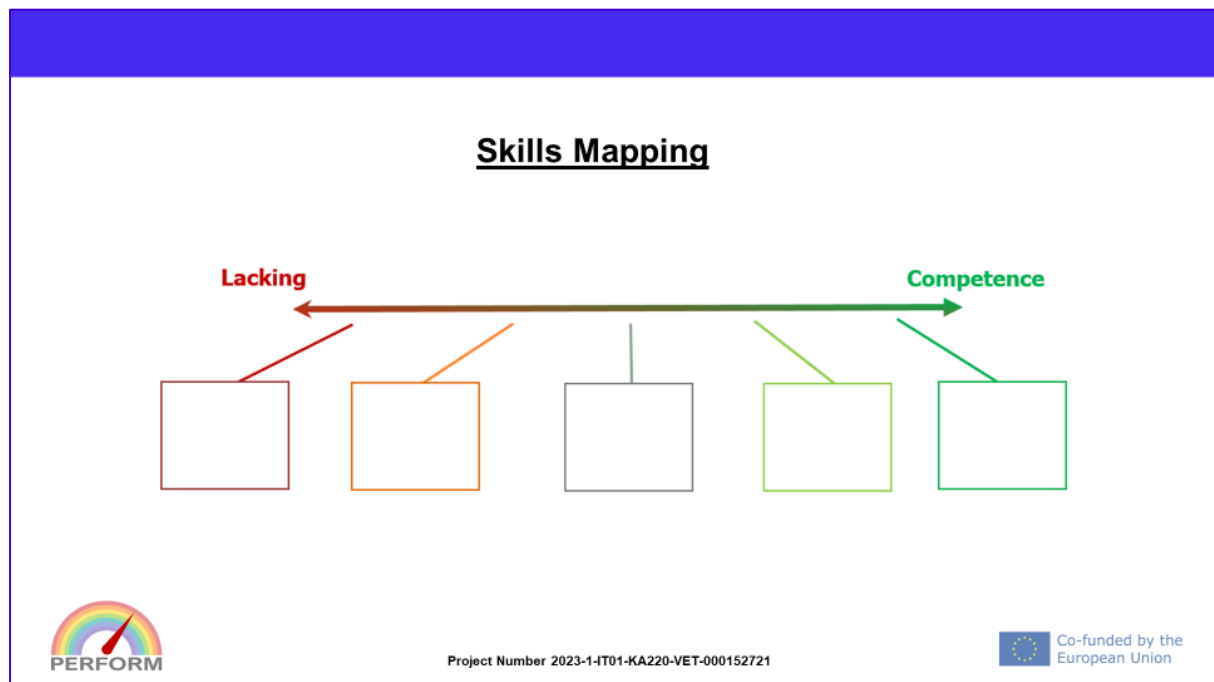 Skills Mapping
Lacking
Competence
PERFORM
Project Number 2023-1-IT01-KA220-VET-000152721
Co-funded by the
European Union